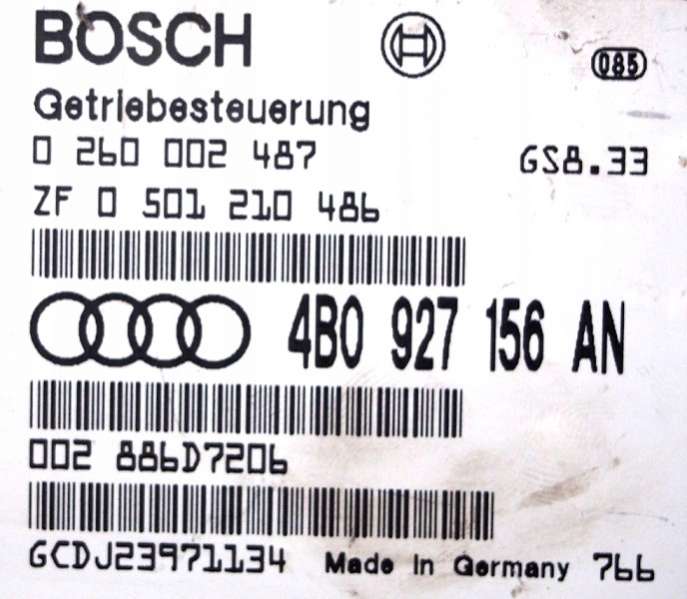 BOSCH
085
Getriebesteuerung
0 260 002 487 GS8.33
ZF 0 501 210 486
4B0 927 156 AN
002 886D7206
GCDJ23971134 Made in Germany 766